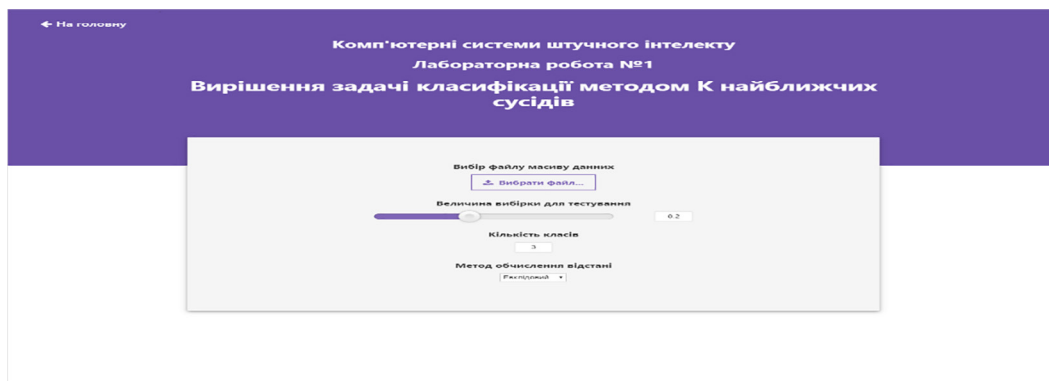 ← На головну
Комп'ютерні системи штучного інтелекту
Лабораторна робота №1
Вирішення задачі класифікації методом К найближчих
сусідів
Вибір файлу масиву данних
Вибрати файл...
Величина вибірки для тестування
0.2
Кількість класів
3
Метод обчислення відстані
Евклідовий